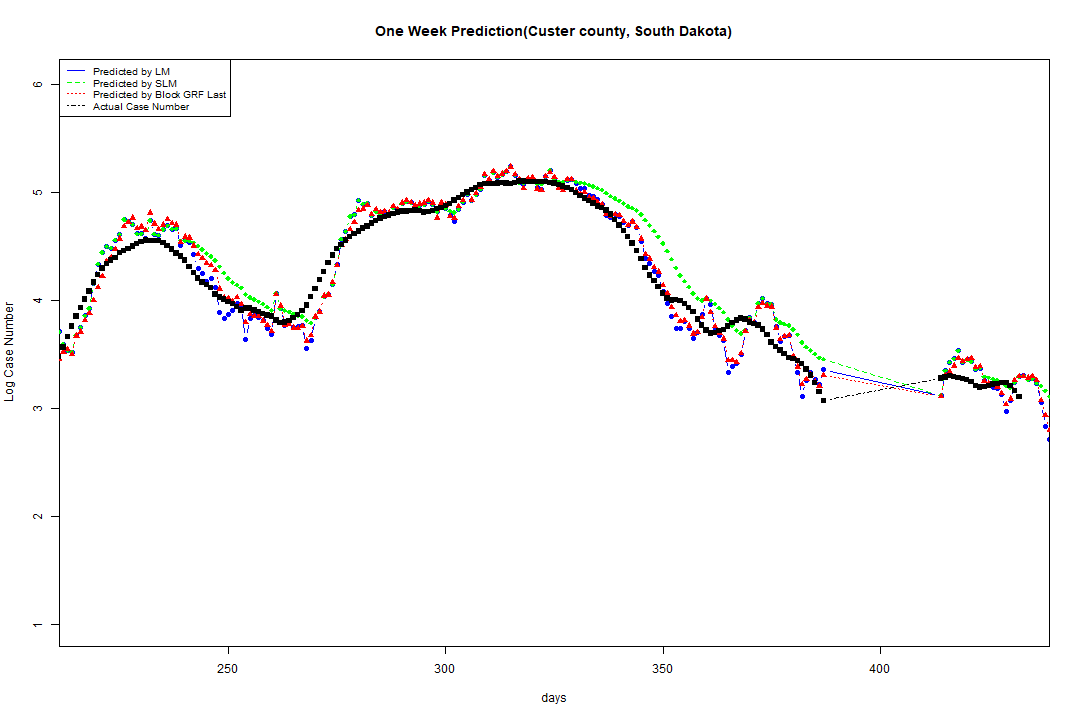 One Week Prediction(Custer county, South Dakota)
Predicted by LM
Predicted by SLM
Predicted by Block GRF Last
Actual Case Number
6
5
4
3
2
1
Log Case Number
250 300 350 400
days